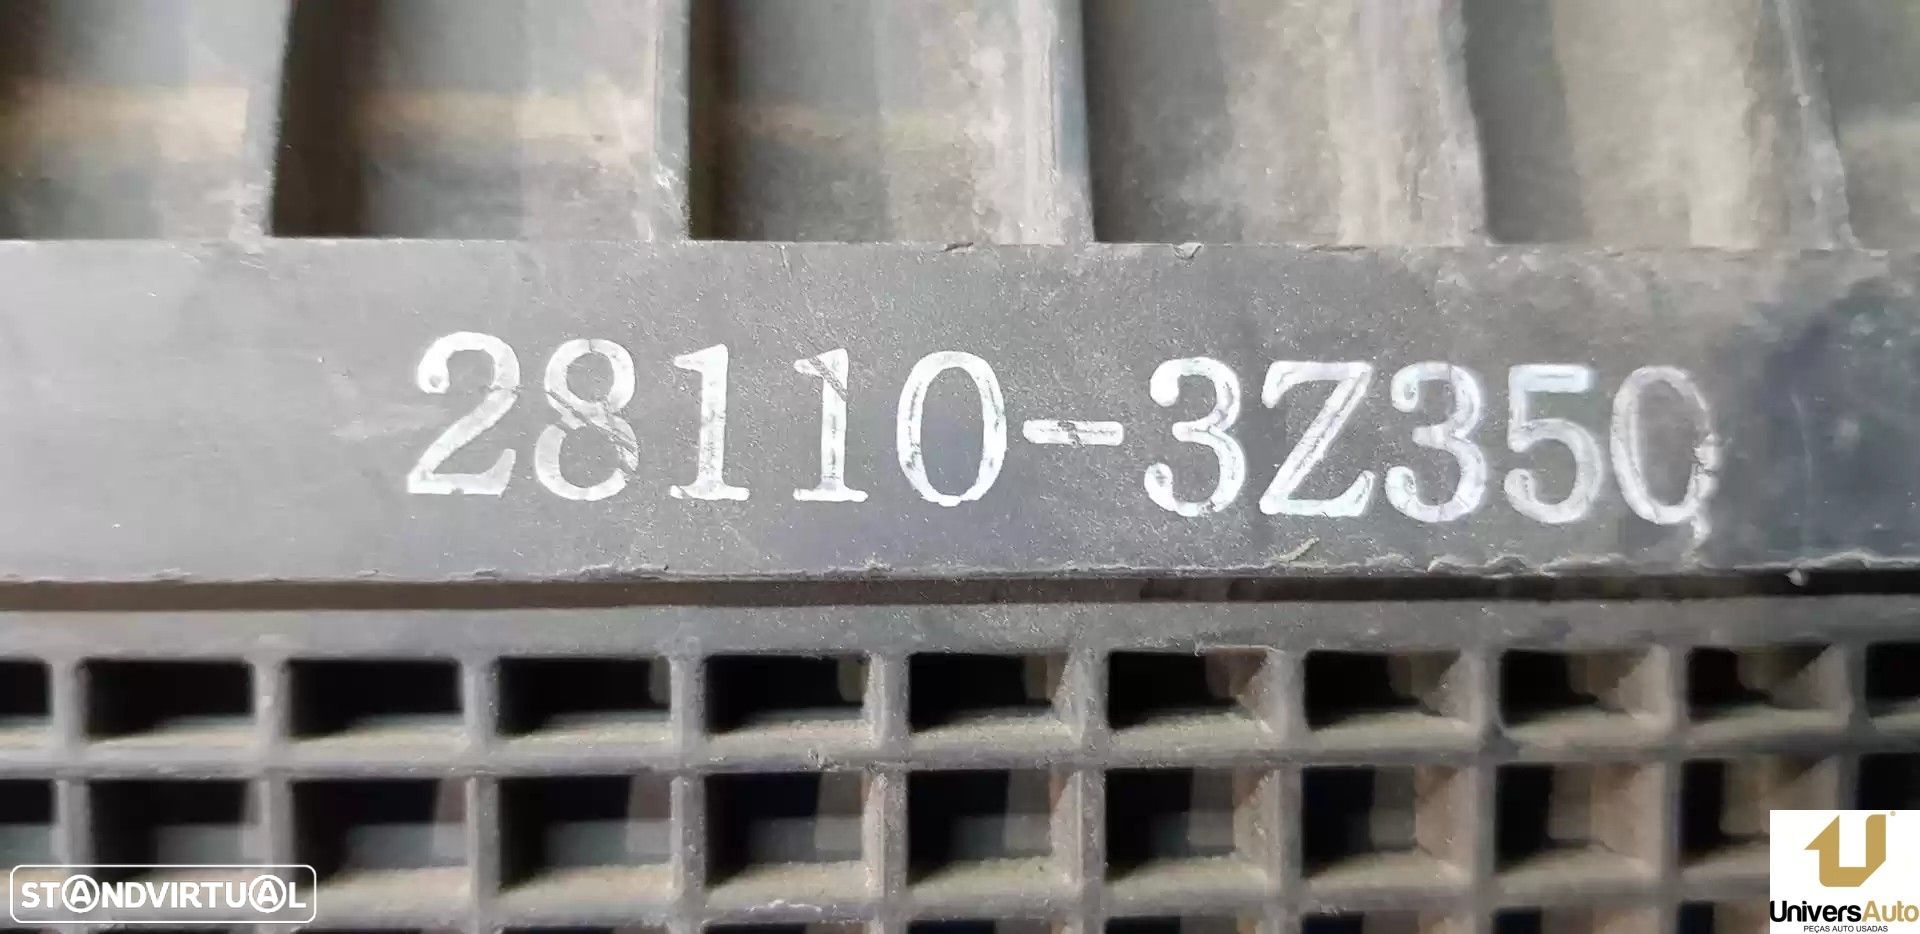 28110-3Z350
STANDVIRTUAL
UniversAuto
PEÇAS AUTO USADAS